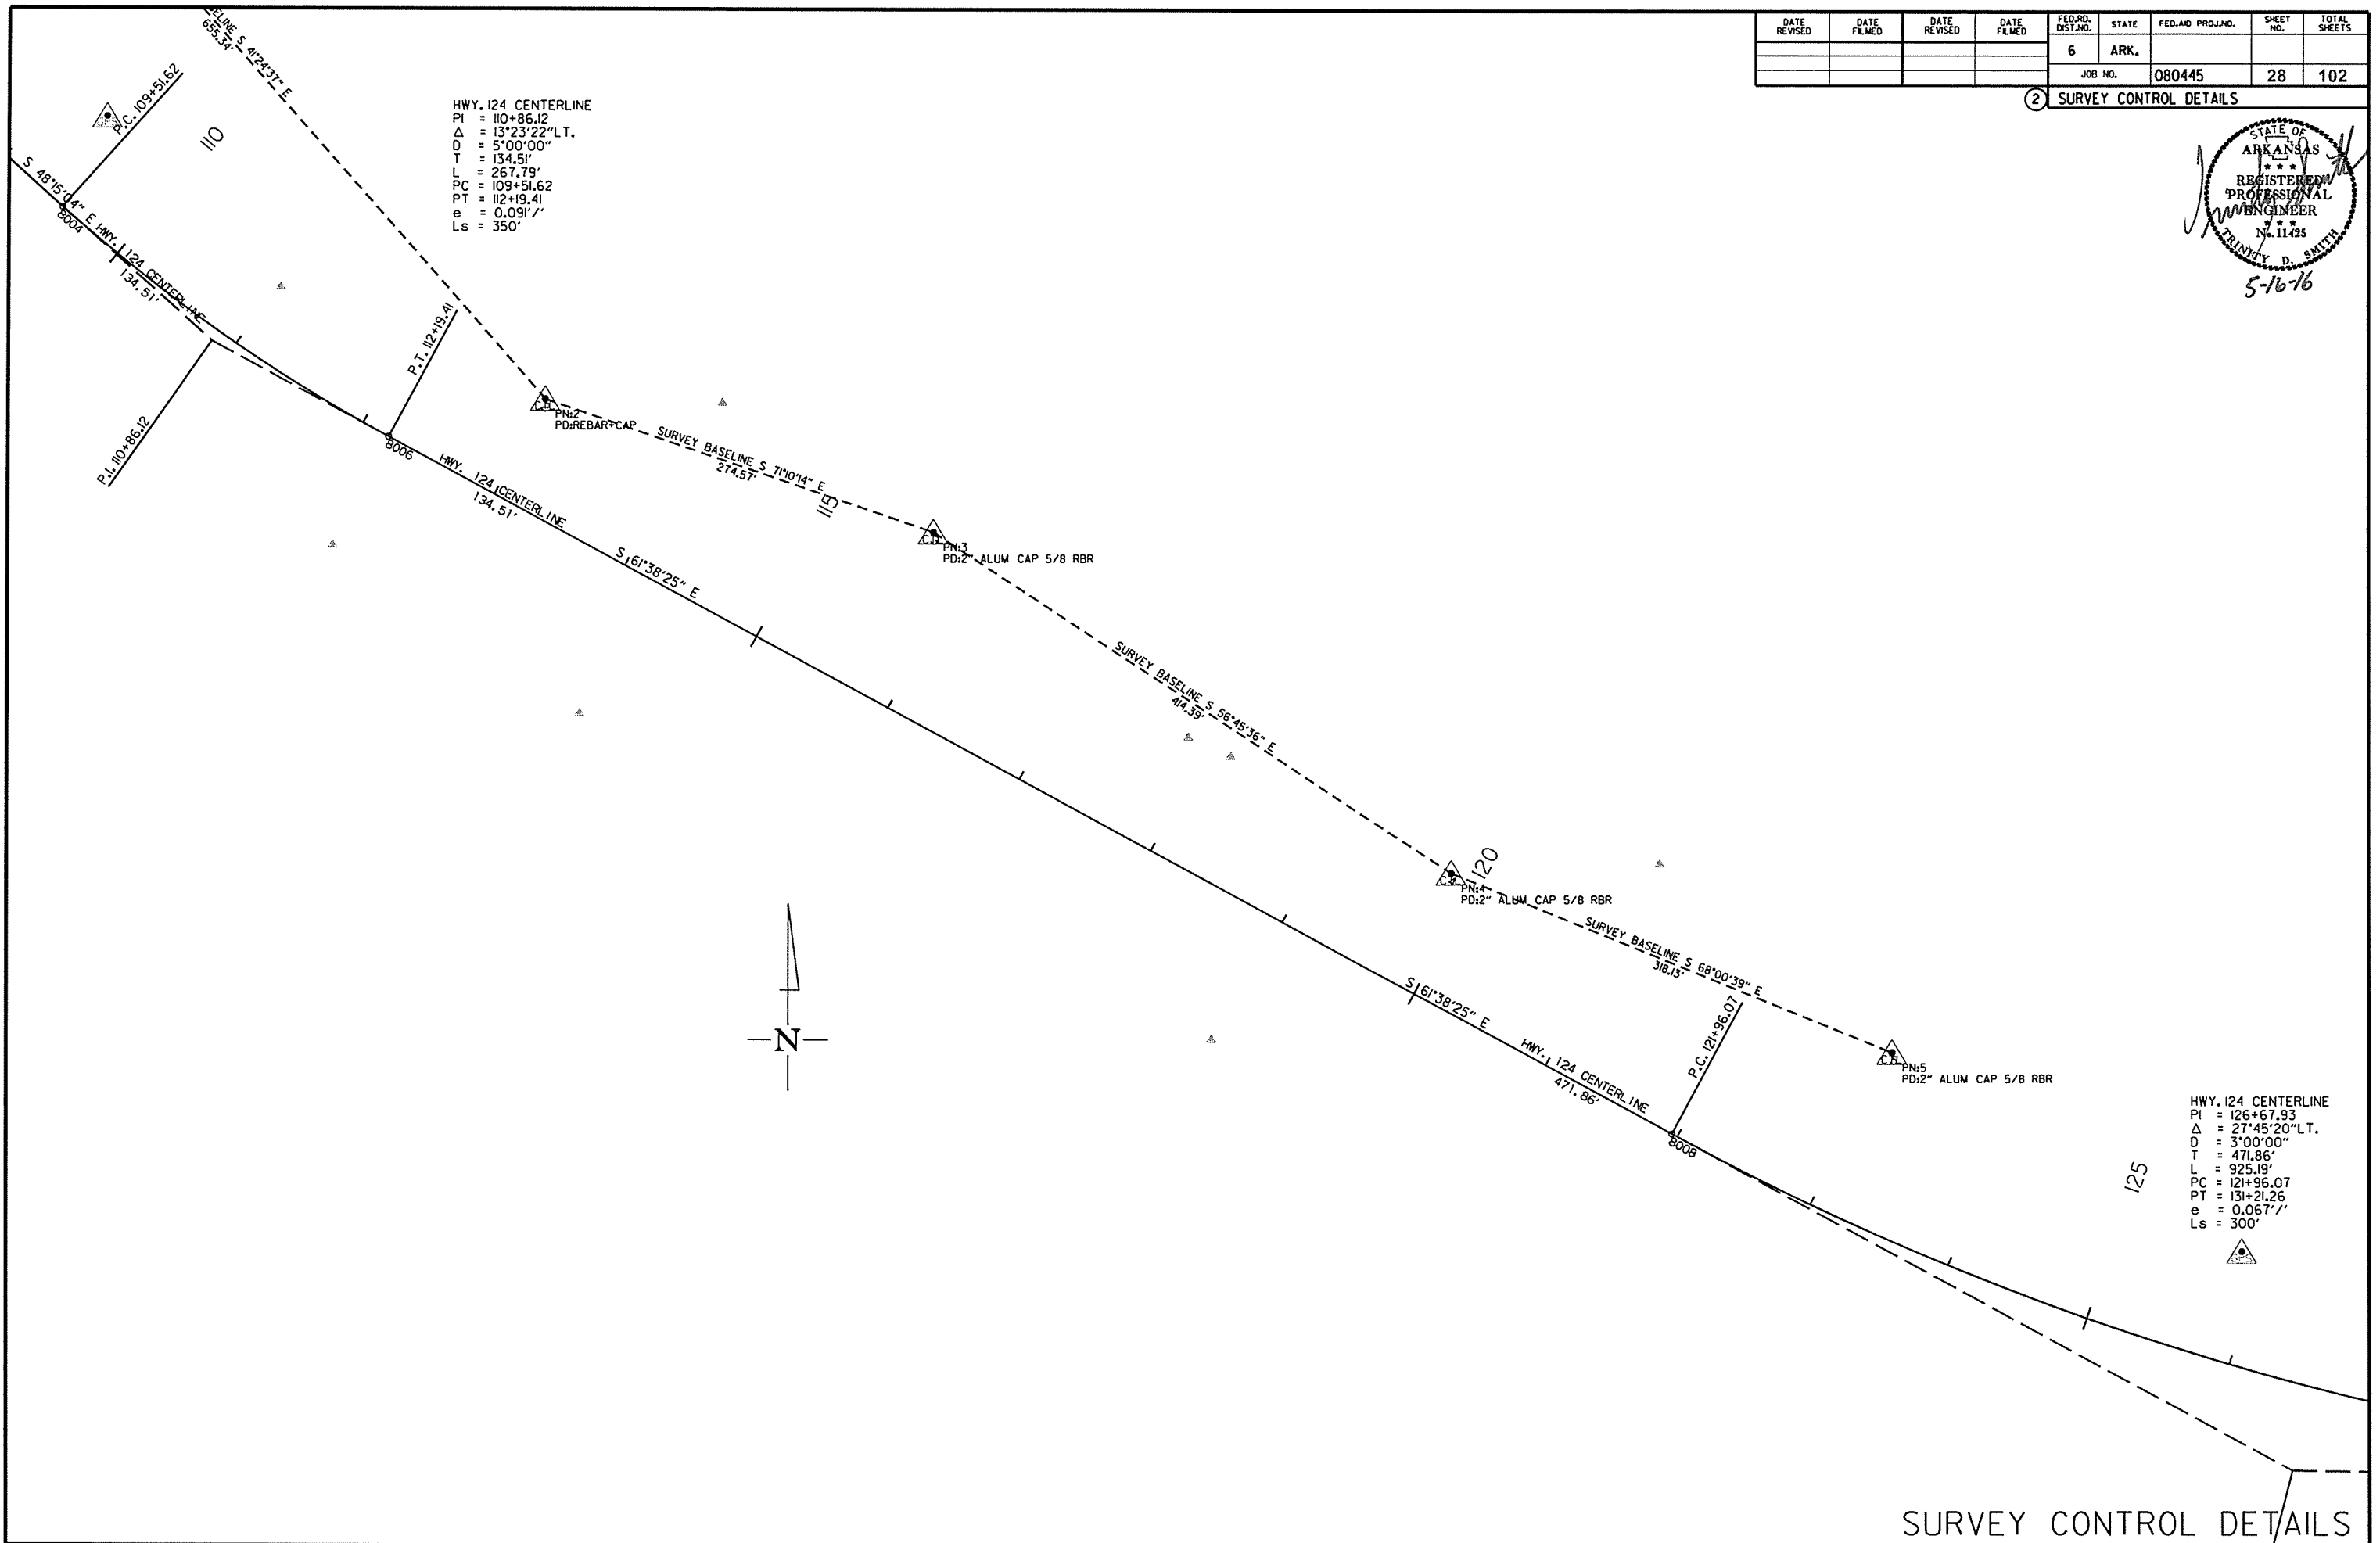 DATE REVISED
DATE FILMED
DATE REVISED
DATE FILMED
FED.RD. DIST.NO.
STATE
FED.AID PROJ.NO.
SHEET NO.
TOTAL SHEETS
6
ARK.
JOB NO.
080445
28
102
2
SURVEY CONTROL DETAILS
STATE OF
ARKANSAS
* * *
REGISTERED
PROFESSIONAL
ENGINEER
* * *
No. 11425
TRINITY D. SMITH
5-16-16
ELINE S 41°24'37" E
655.34'
P.C. 109+51.62
GPS
110
HWY. 124 CENTERLINE
PI = 110+86.12
Δ = 13°23'22"LT.
D = 5°00'00"
T = 134.51'
L = 267.79'
PC = 109+51.62
PT = 112+19.41
e = 0.091'/'
Ls = 350'
S 48°15'04" E
8004
HWY. 124 CENTERLINE
134.51'
P.I. 110+86.12
P.T. 112+19.41
8006
PN:2
PD:REBAR+CAP
SURVEY BASELINE S 71°10'14" E
274.57'
115
HWY. 124 CENTERLINE
134.51'
PN:3
PD:2" ALUM CAP 5/8 RBR
S 61°38'25" E
SURVEY BASELINE S 56°45'36" E
414.39'
120
PN:4
PD:2" ALUM CAP 5/8 RBR
SURVEY BASELINE S 68°00'39" E
318.13'
N
S 61°38'25" E
HWY. 124 CENTERLINE
471.86'
P.C. 121+96.07
8008
PN:5
PD:2" ALUM CAP 5/8 RBR
125
HWY. 124 CENTERLINE
PI = 126+67.93
Δ = 27°45'20"LT.
D = 3°00'00"
T = 471.86'
L = 925.19'
PC = 121+96.07
PT = 131+21.26
e = 0.067'/'
Ls = 300'
GPS
SURVEY CONTROL DETAILS